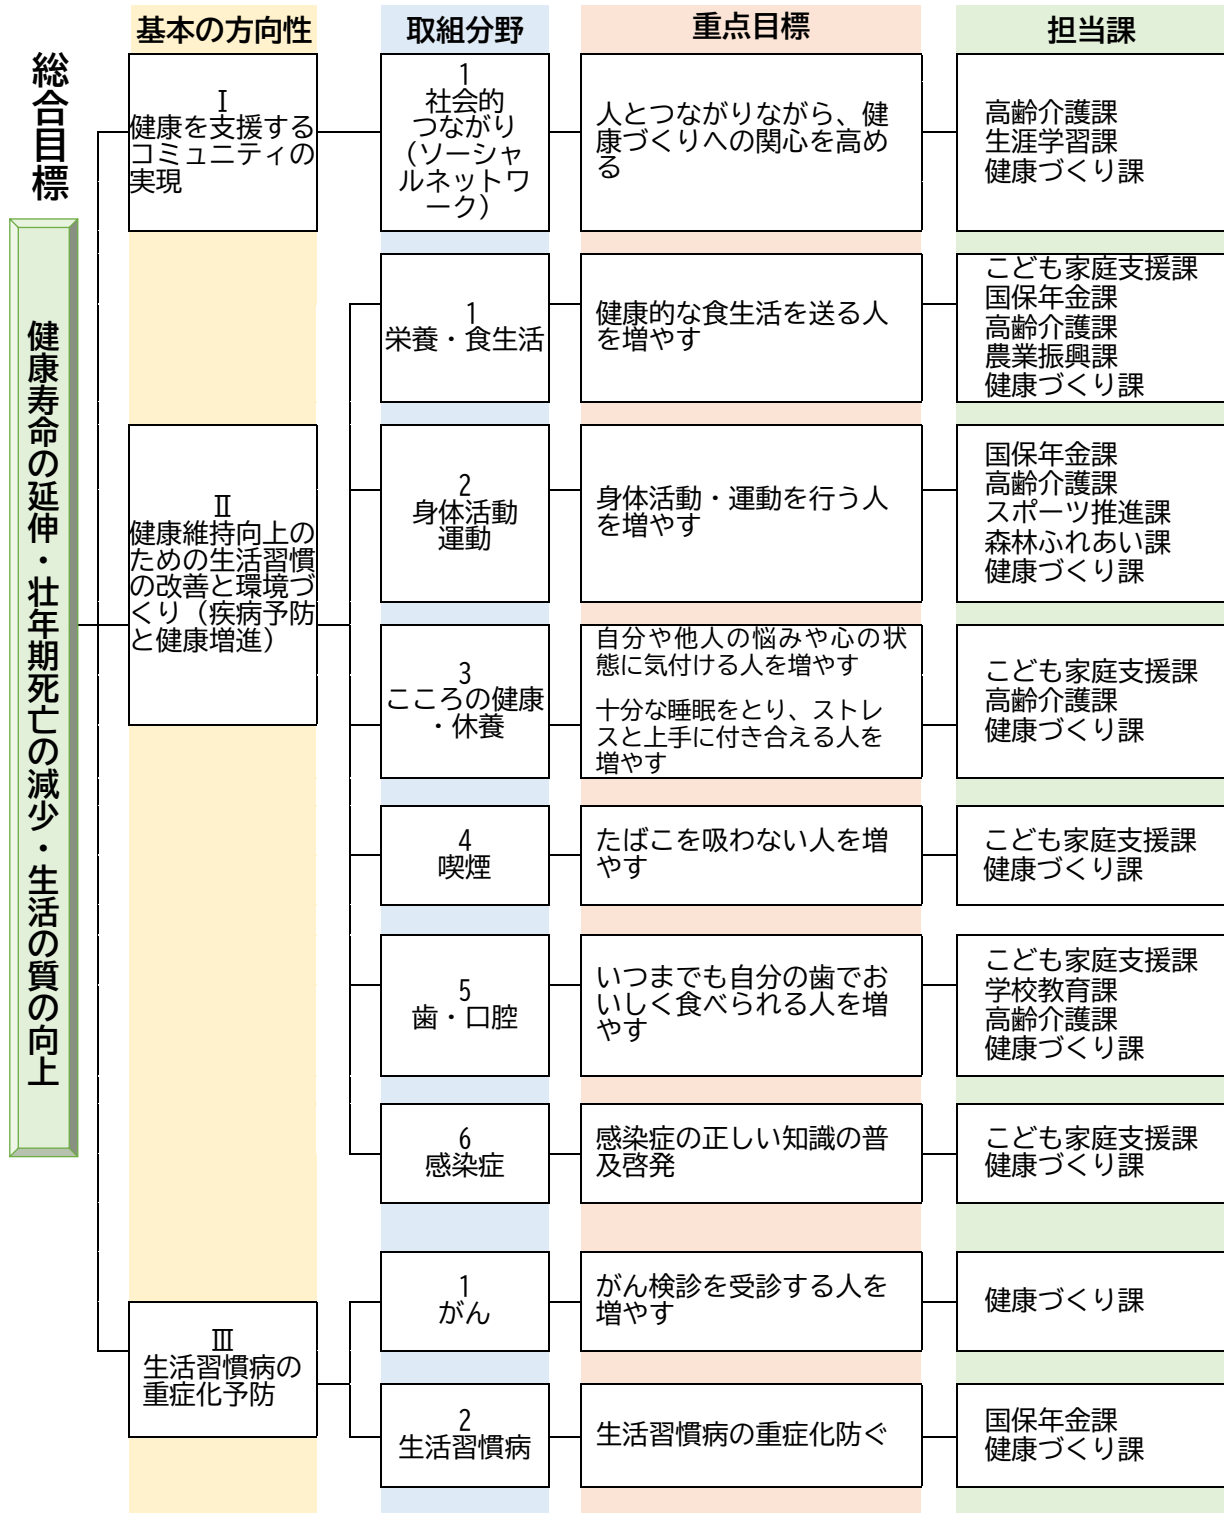 基本の方向性
取組分野
重点目標
担当課
総合目標
健康寿命の延伸・壮年期死亡の減少・生活の質の向上
Ⅰ
健康を支援する
コミュニティの
実現
1
社会的
つながり
(ソーシャ
ルネットワ
ーク)
人とつながりながら、健
康づくりへの関心を高め
る
高齢介護課
生涯学習課
健康づくり課
Ⅱ
健康維持向上の
ための生活習慣
の改善と環境づ
くり（疾病予防
と健康増進）
1
栄養・食生活
健康的な食生活を送る人
を増やす
こども家庭支援課
国保年金課
高齢介護課
農業振興課
健康づくり課
2
身体活動
運動
身体活動・運動を行う人
を増やす
国保年金課
高齢介護課
スポーツ推進課
森林ふれあい課
健康づくり課
3
こころの健康
・休養
自分や他人の悩みや心の状
態に気付ける人を増やす
十分な睡眠をとり、ストレ
スと上手に付き合える人を
増やす
こども家庭支援課
高齢介護課
健康づくり課
4
喫煙
たばこを吸わない人を増
やす
こども家庭支援課
健康づくり課
5
歯・口腔
いつまでも自分の歯でお
いしく食べられる人を増
やす
こども家庭支援課
学校教育課
高齢介護課
健康づくり課
6
感染症
感染症の正しい知識の普
及啓発
こども家庭支援課
健康づくり課
Ⅲ
生活習慣病の
重症化予防
1
がん
がん検診を受診する人を
増やす
健康づくり課
2
生活習慣病
生活習慣病の重症化防ぐ
国保年金課
健康づくり課